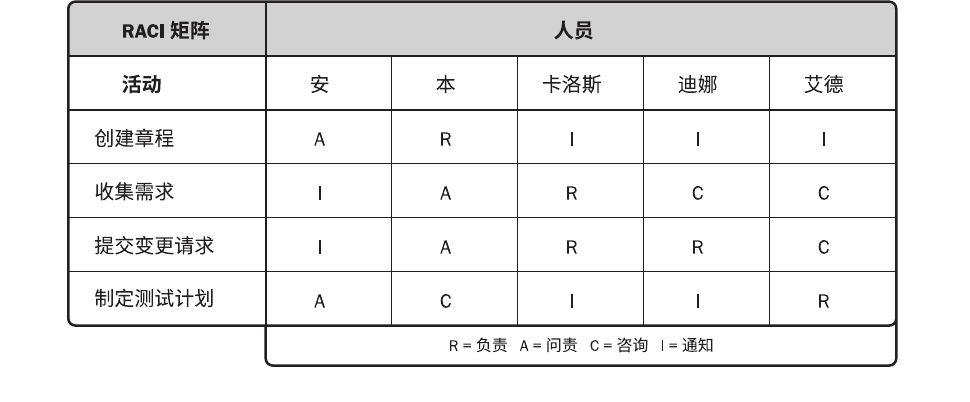 RACI 矩阵 人员
活动 安 本 卡洛斯 迪娜 艾德
创建章程 A R I I I
收集需求 I A R C C
提交变更请求 I A R R C
制定测试计划 A C I I R
R = 负责 A = 问责 C = 咨询 I = 通知